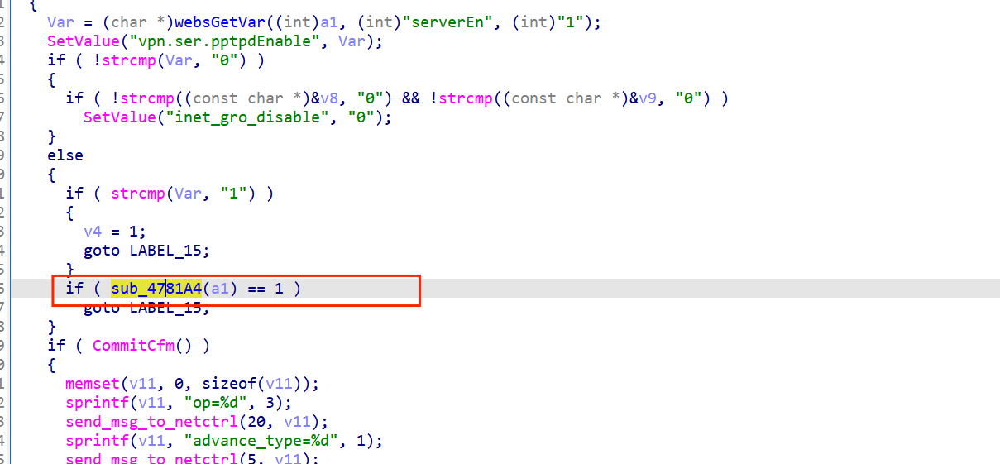 {
Var = (char *)websGetVar((int)a1, (int)"serverEn", (int)"1");
SetValue("vpn.ser.pptpdEnable", Var);
if ( !strcmp(Var, "0") )
{
if ( !strcmp((const char *)&v8, "0") && !strcmp((const char *)&v9, "0") )
SetValue("inet_gro_disable", "0");
}
else
{
if ( strcmp(Var, "1") )
{
v4 = 1;
goto LABEL_15;
}
if ( sub_4781A4(a1) == 1 )
goto LABEL_15;
}
if ( CommitCfm() )
{
memset(v11, 0, sizeof(v11));
sprintf(v11, "op=%d", 3);
send_msg_to_netctrl(20, v11);
sprintf(v11, "advance_type=%d", 1);
send_msg_to_netctrl(5, v11);